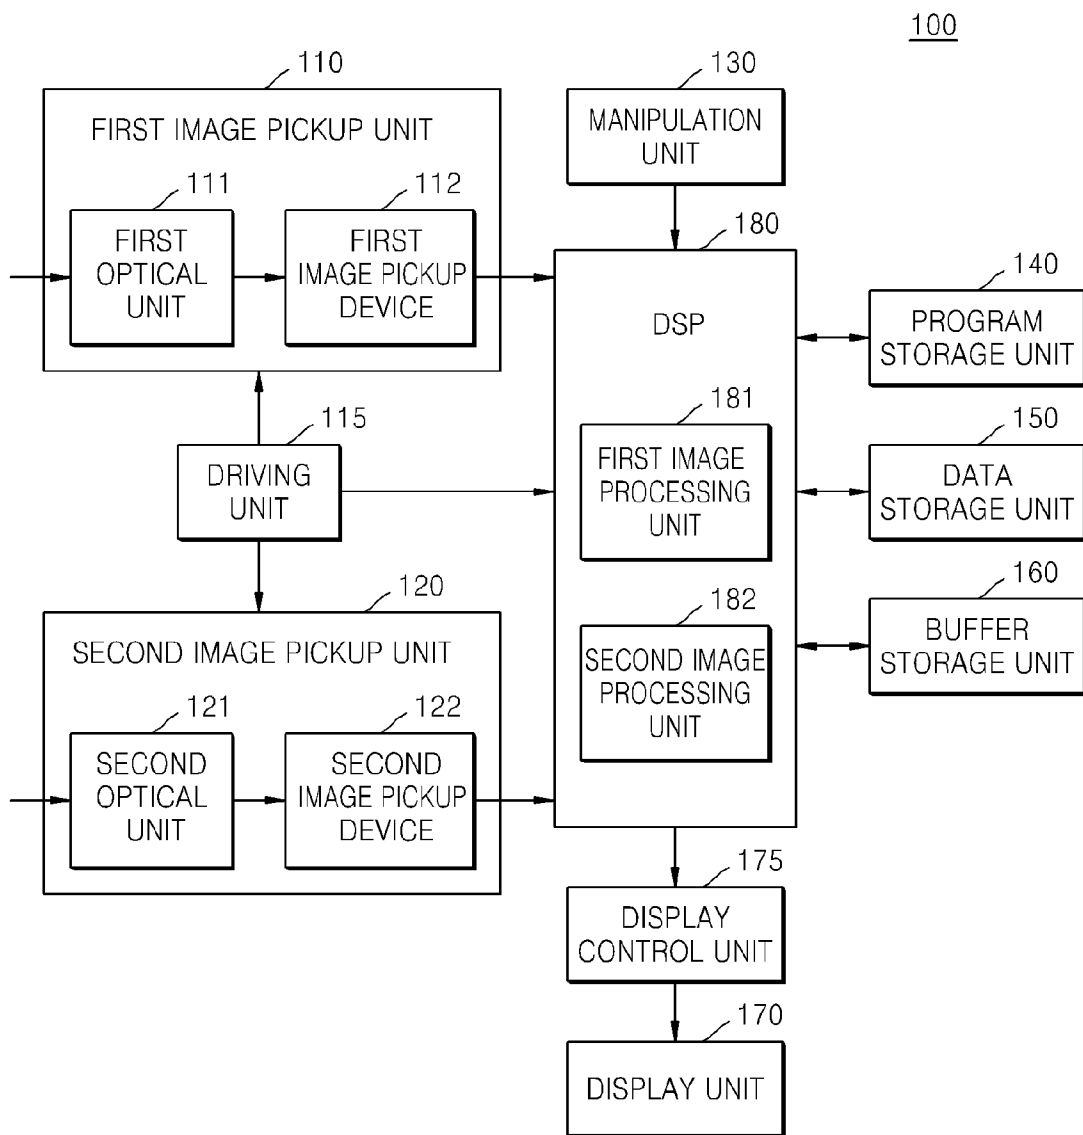 100
110
FIRST IMAGE PICKUP UNIT
111
FIRST
OPTICAL
UNIT
112
FIRST
IMAGE PICKUP
DEVICE
115
DRIVING
UNIT
120
SECOND IMAGE PICKUP UNIT
121
SECOND
OPTICAL
UNIT
122
SECOND
IMAGE PICKUP
DEVICE
130
MANIPULATION
UNIT
180
DSP
181
FIRST IMAGE
PROCESSING
UNIT
182
SECOND IMAGE
PROCESSING
UNIT
140
PROGRAM
STORAGE UNIT
150
DATA
STORAGE UNIT
160
BUFFER
STORAGE UNIT
175
DISPLAY
CONTROL UNIT
170
DISPLAY UNIT